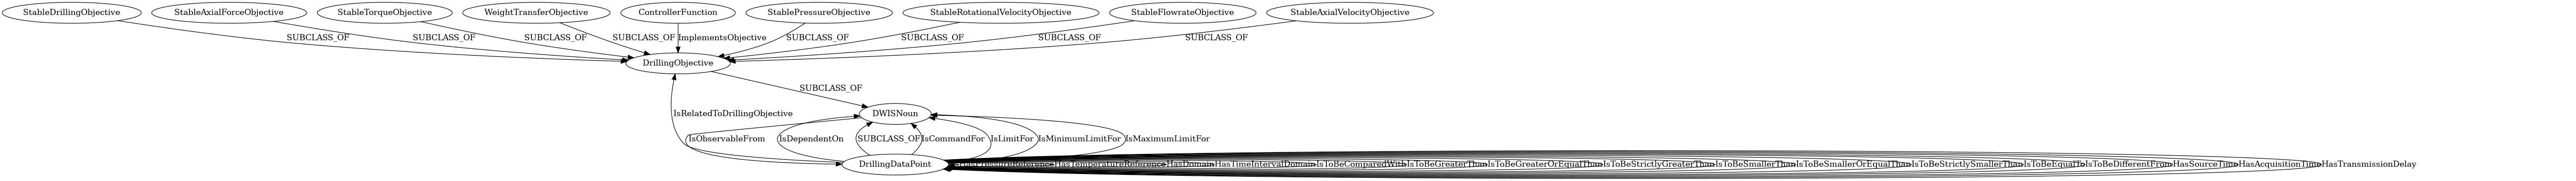 StableDrillingObjective
StableAxialForceObjective
StableTorqueObjective
WeightTransferObjective
ControllerFunction
StablePressureObjective
StableRotationalVelocityObjective
StableFlowrateObjective
StableAxialVelocityObjective
SUBCLASS_OF
SUBCLASS_OF
SUBCLASS_OF
SUBCLASS_OF
ImplementsObjective
SUBCLASS_OF
SUBCLASS_OF
SUBCLASS_OF
SUBCLASS_OF
DrillingObjective
SUBCLASS_OF
IsRelatedToDrillingObjective
DWISNoun
IsObservableFrom
IsDependentOn
SUBCLASS_OF
IsCommandFor
IsLimitFor
IsMinimumLimitFor
IsMaximumLimitFor
DrillingDataPoint
HasPressureReference
HasTemperatureReference
HasDomain
HasTimeIntervalDomain
IsToBeComparedWith
IsToBeGreaterThan
IsToBeGreaterOrEqualThan
IsToBeStrictlyGreaterThan
IsToBeSmallerThan
IsToBeSmallerOrEqualThan
IsToBeStrictlySmallerThan
IsToBeEqualTo
IsToBeDifferentFrom
HasSourceTime
HasAcquisitionTime
HasTransmissionDelay